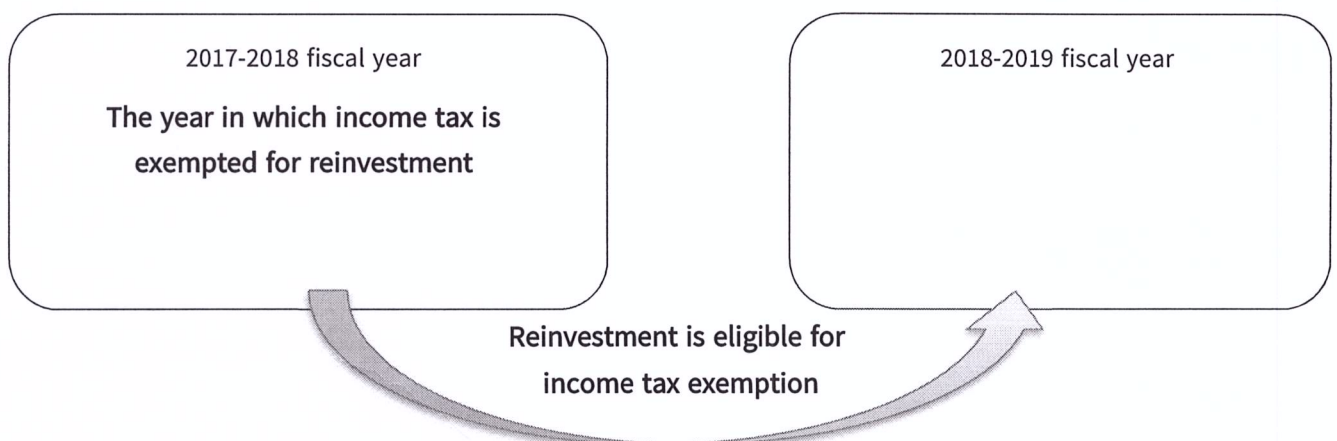 2017-2018 fiscal year
The year in which income tax is
exempted for reinvestment
2018-2019 fiscal year
Reinvestment is eligible for
income tax exemption